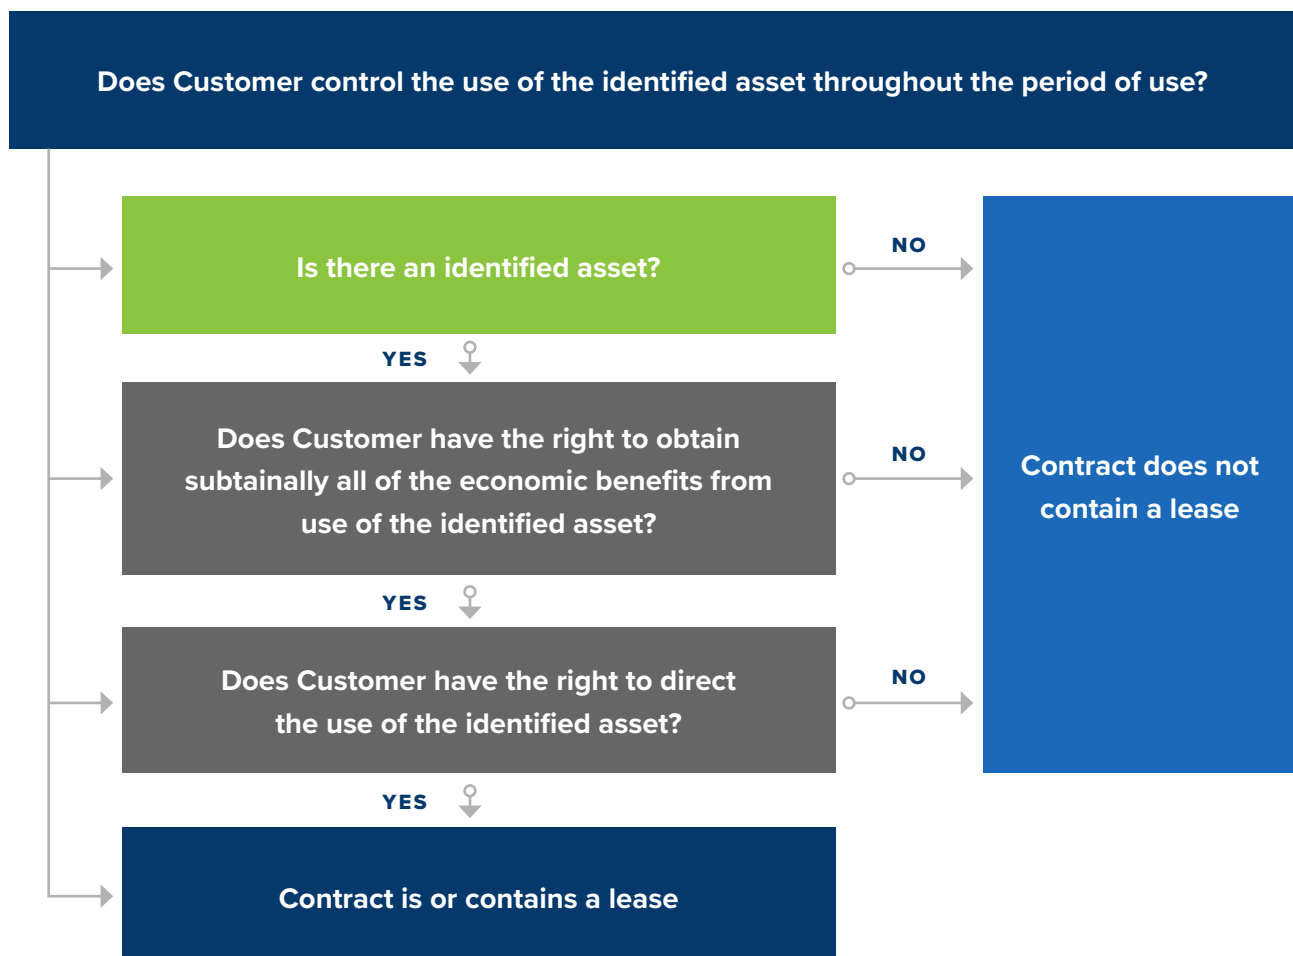 Does Customer control the use of the identified asset throughout the period of use?
Is there an identified asset?
NO
YES
Does Customer have the right to obtain
subtainally all of the economic benefits from
use of the identified asset?
NO
Contract does not
contain a lease
YES
Does Customer have the right to direct
the use of the identified asset?
NO
YES
Contract is or contains a lease